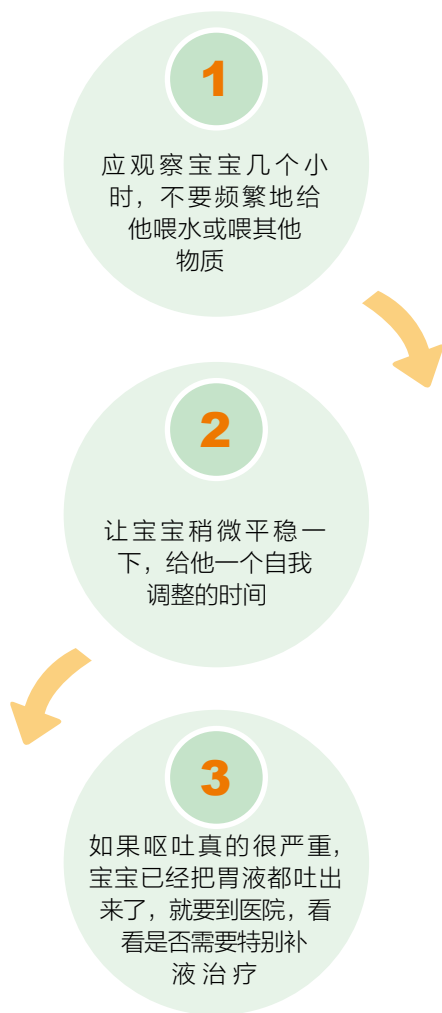 1
应观察宝宝几个小
时，不要频繁地给
他喂水或喂其他
物质
2
让宝宝稍微平稳一
下，给他一个自我
调整的时间
3
如果呕吐真的很严重，
宝宝已经把胃液都吐出
来了，就要到医院，看
看是否需要特别补
液治疗